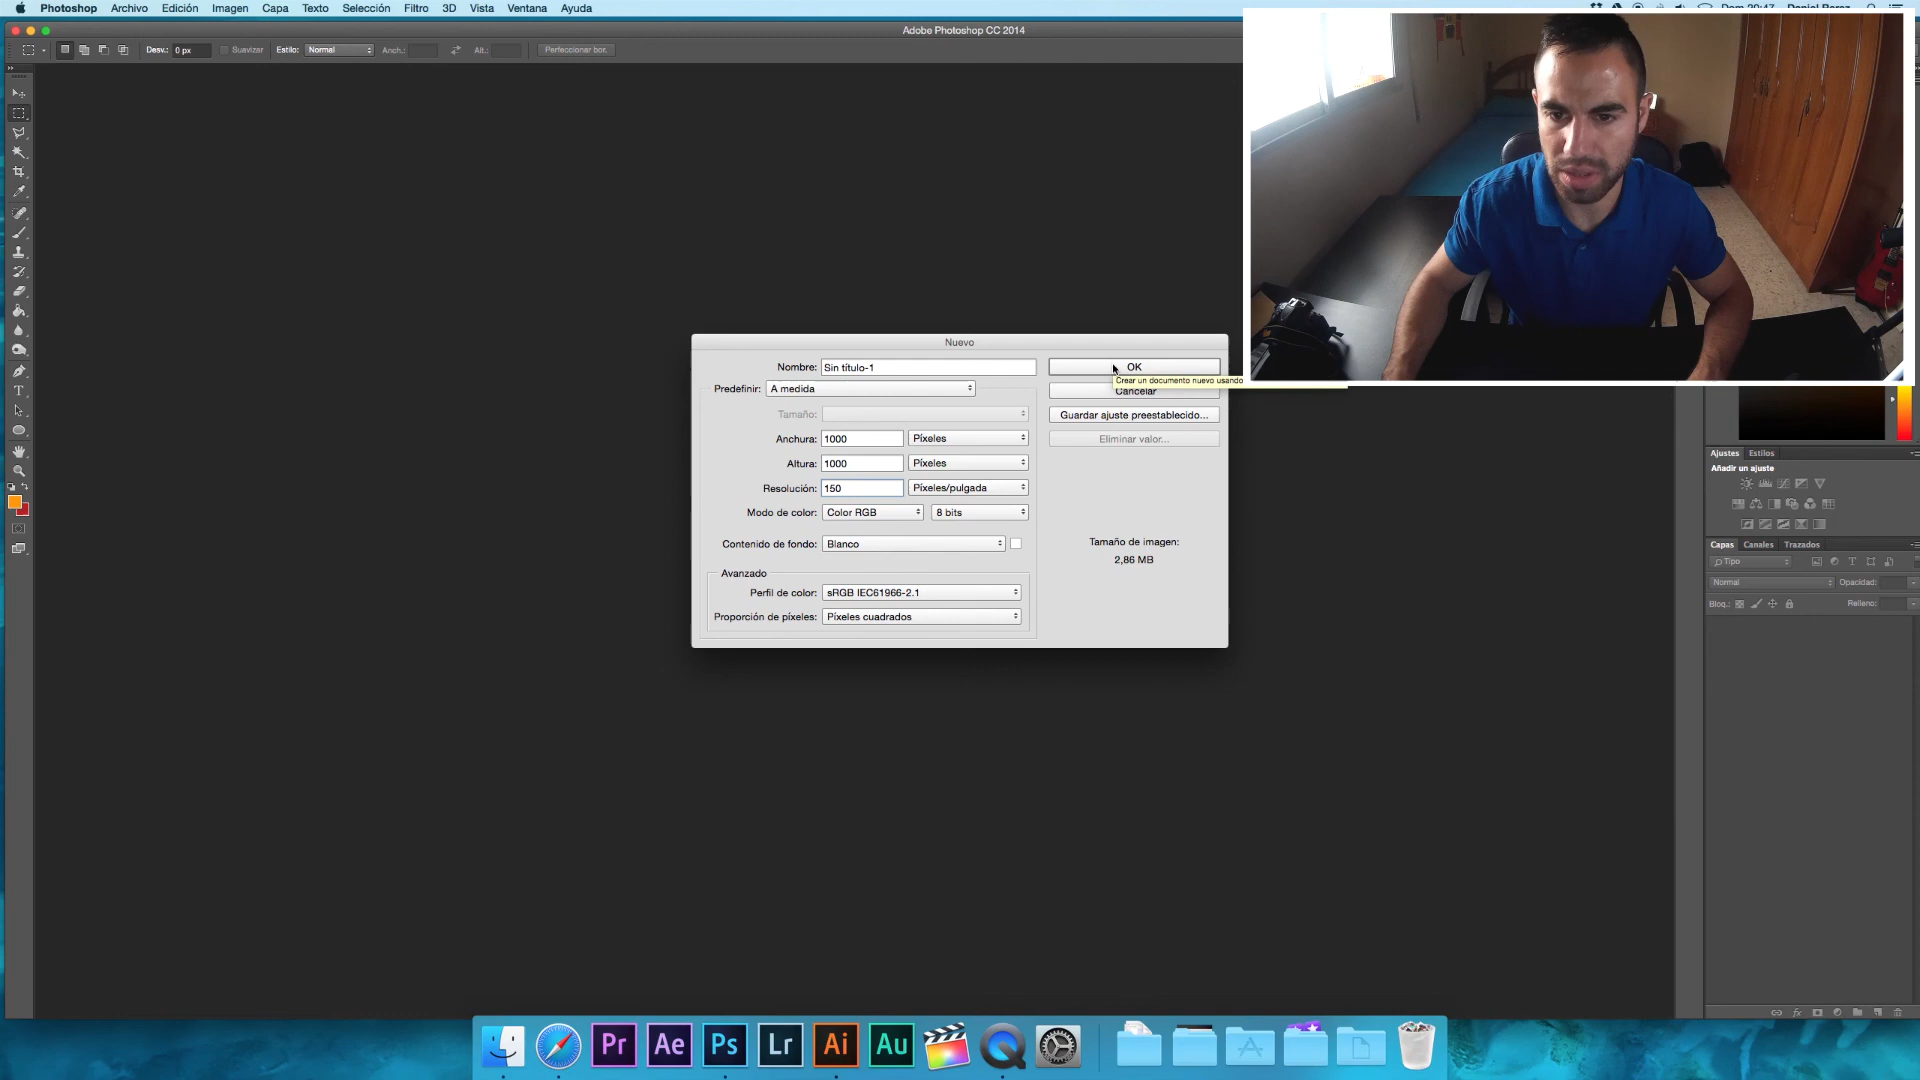 Photoshop Archivo Edición Imagen Capa Texto Selección Filtro 3D Vista Ventana Ayuda
Adobe Photoshop CC 2014
Desv.: 0 px Suavizar Estilo: Normal Anch.: Alt.: Perfeccionar bor.
Nuevo
Nombre: Sin título-1
OK
Crear un documento nuevo usando
Predefinir: A medida
Cancelar
Tamaño:
Guardar ajuste preestablecido...
Anchura: 1000 Píxeles
Eliminar valor...
Altura: 1000 Píxeles
Resolución: 150 Píxeles/pulgada
Modo de color: Color RGB 8 bits
Contenido de fondo: Blanco
Tamaño de imagen:
2,86 MB
Avanzado
Perfil de color: sRGB IEC61966-2.1
Proporción de píxeles: Píxeles cuadrados
Ajustes Estilos
Añadir un ajuste
Capas Canales Trazados
Tipo
Normal Opacidad:
Bloq.: Relleno:
Pr Ae Ps Lr Ai Au